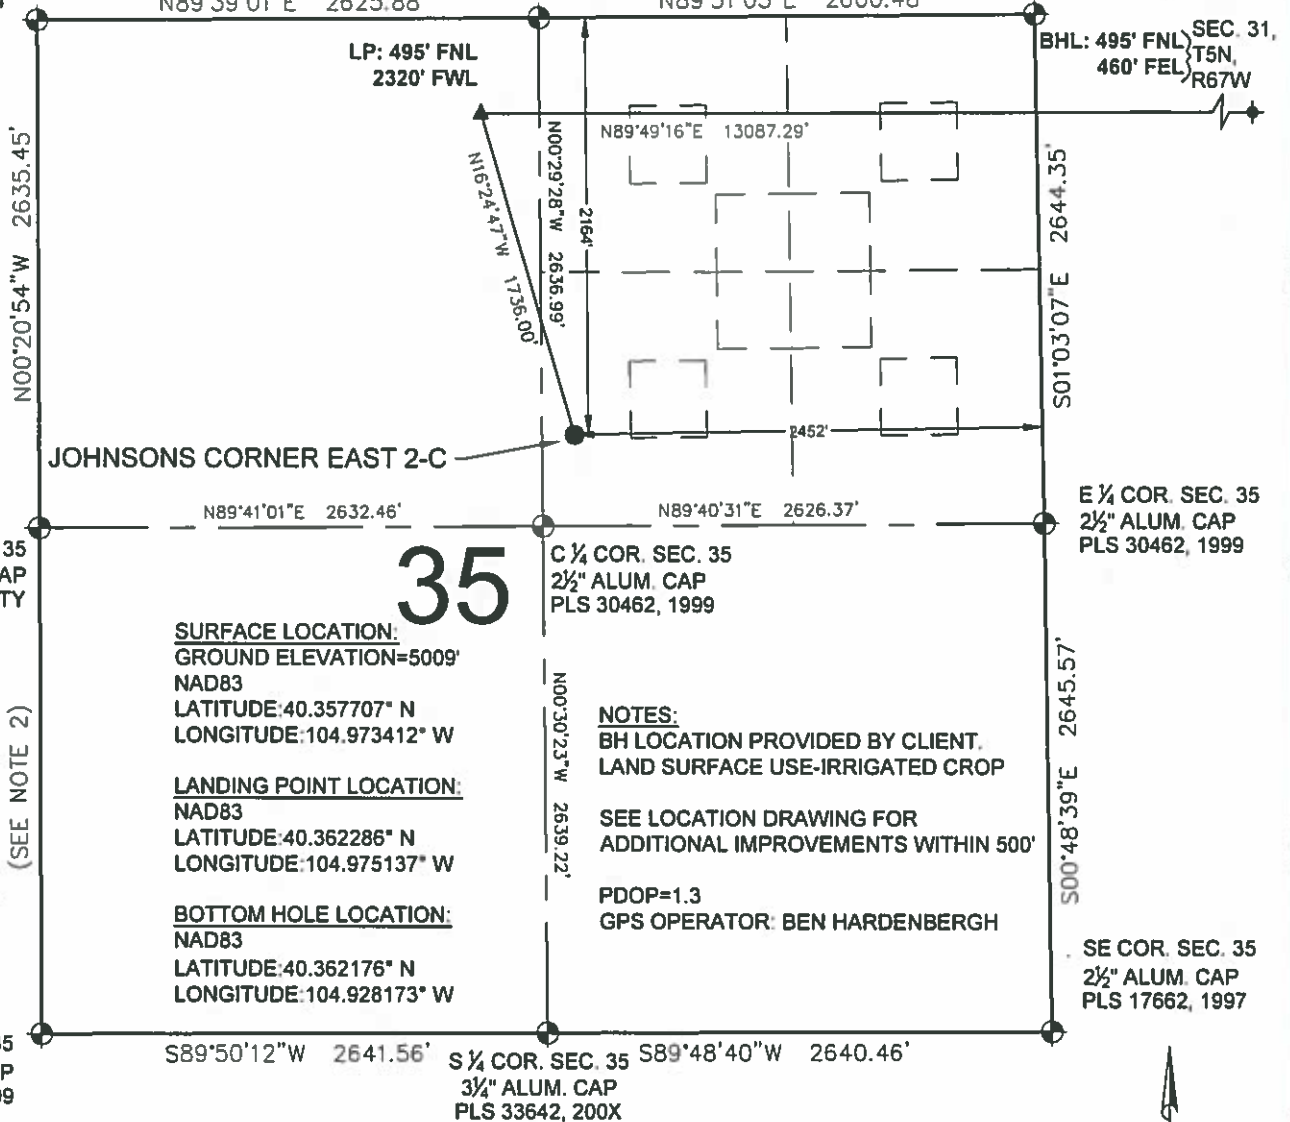 N89°39'01"E 2625.88'
LP: 495' FNL
2320' FWL
BHL: 495' FNL
460' FEL
SEC. 31,
T5N,
R67W
N89°49'16"E 13087.29'
N00°20'54"W 2635.45'
N16°24'47"W 1736.00'
N00°29'28"W 2636.99'
2164'
S01°03'07"E 2644.35'
2452'
JOHNSONS CORNER EAST 2-C
N89°41'01"E 2632.46'
N89°40'31"E 2626.37'
E ¼ COR. SEC. 35
2½" ALUM. CAP
PLS 30462, 1999
35
AP
TY
35
C ¼ COR. SEC. 35
2½" ALUM. CAP
PLS 30462, 1999
SURFACE LOCATION:
GROUND ELEVATION=5009'
NAD83
LATITUDE:40.357707° N
LONGITUDE:104.973412° W
LANDING POINT LOCATION:
NAD83
LATITUDE:40.362286° N
LONGITUDE:104.975137° W
BOTTOM HOLE LOCATION:
NAD83
LATITUDE:40.362176° N
LONGITUDE:104.928173° W
(SEE NOTE 2)
N00°30'23"W 2639.22'
NOTES:
BH LOCATION PROVIDED BY CLIENT.
LAND SURFACE USE-IRRIGATED CROP
SEE LOCATION DRAWING FOR
ADDITIONAL IMPROVEMENTS WITHIN 500'
PDOP=1.3
GPS OPERATOR: BEN HARDENBERGH
S00°48'39"E 2645.57'
SE COR. SEC. 35
2½" ALUM. CAP
PLS 17662, 1997
S89°50'12"W 2641.56'
S ¼ COR. SEC. 35
3¼" ALUM. CAP
PLS 33642, 200X
S89°48'40"W 2640.46'